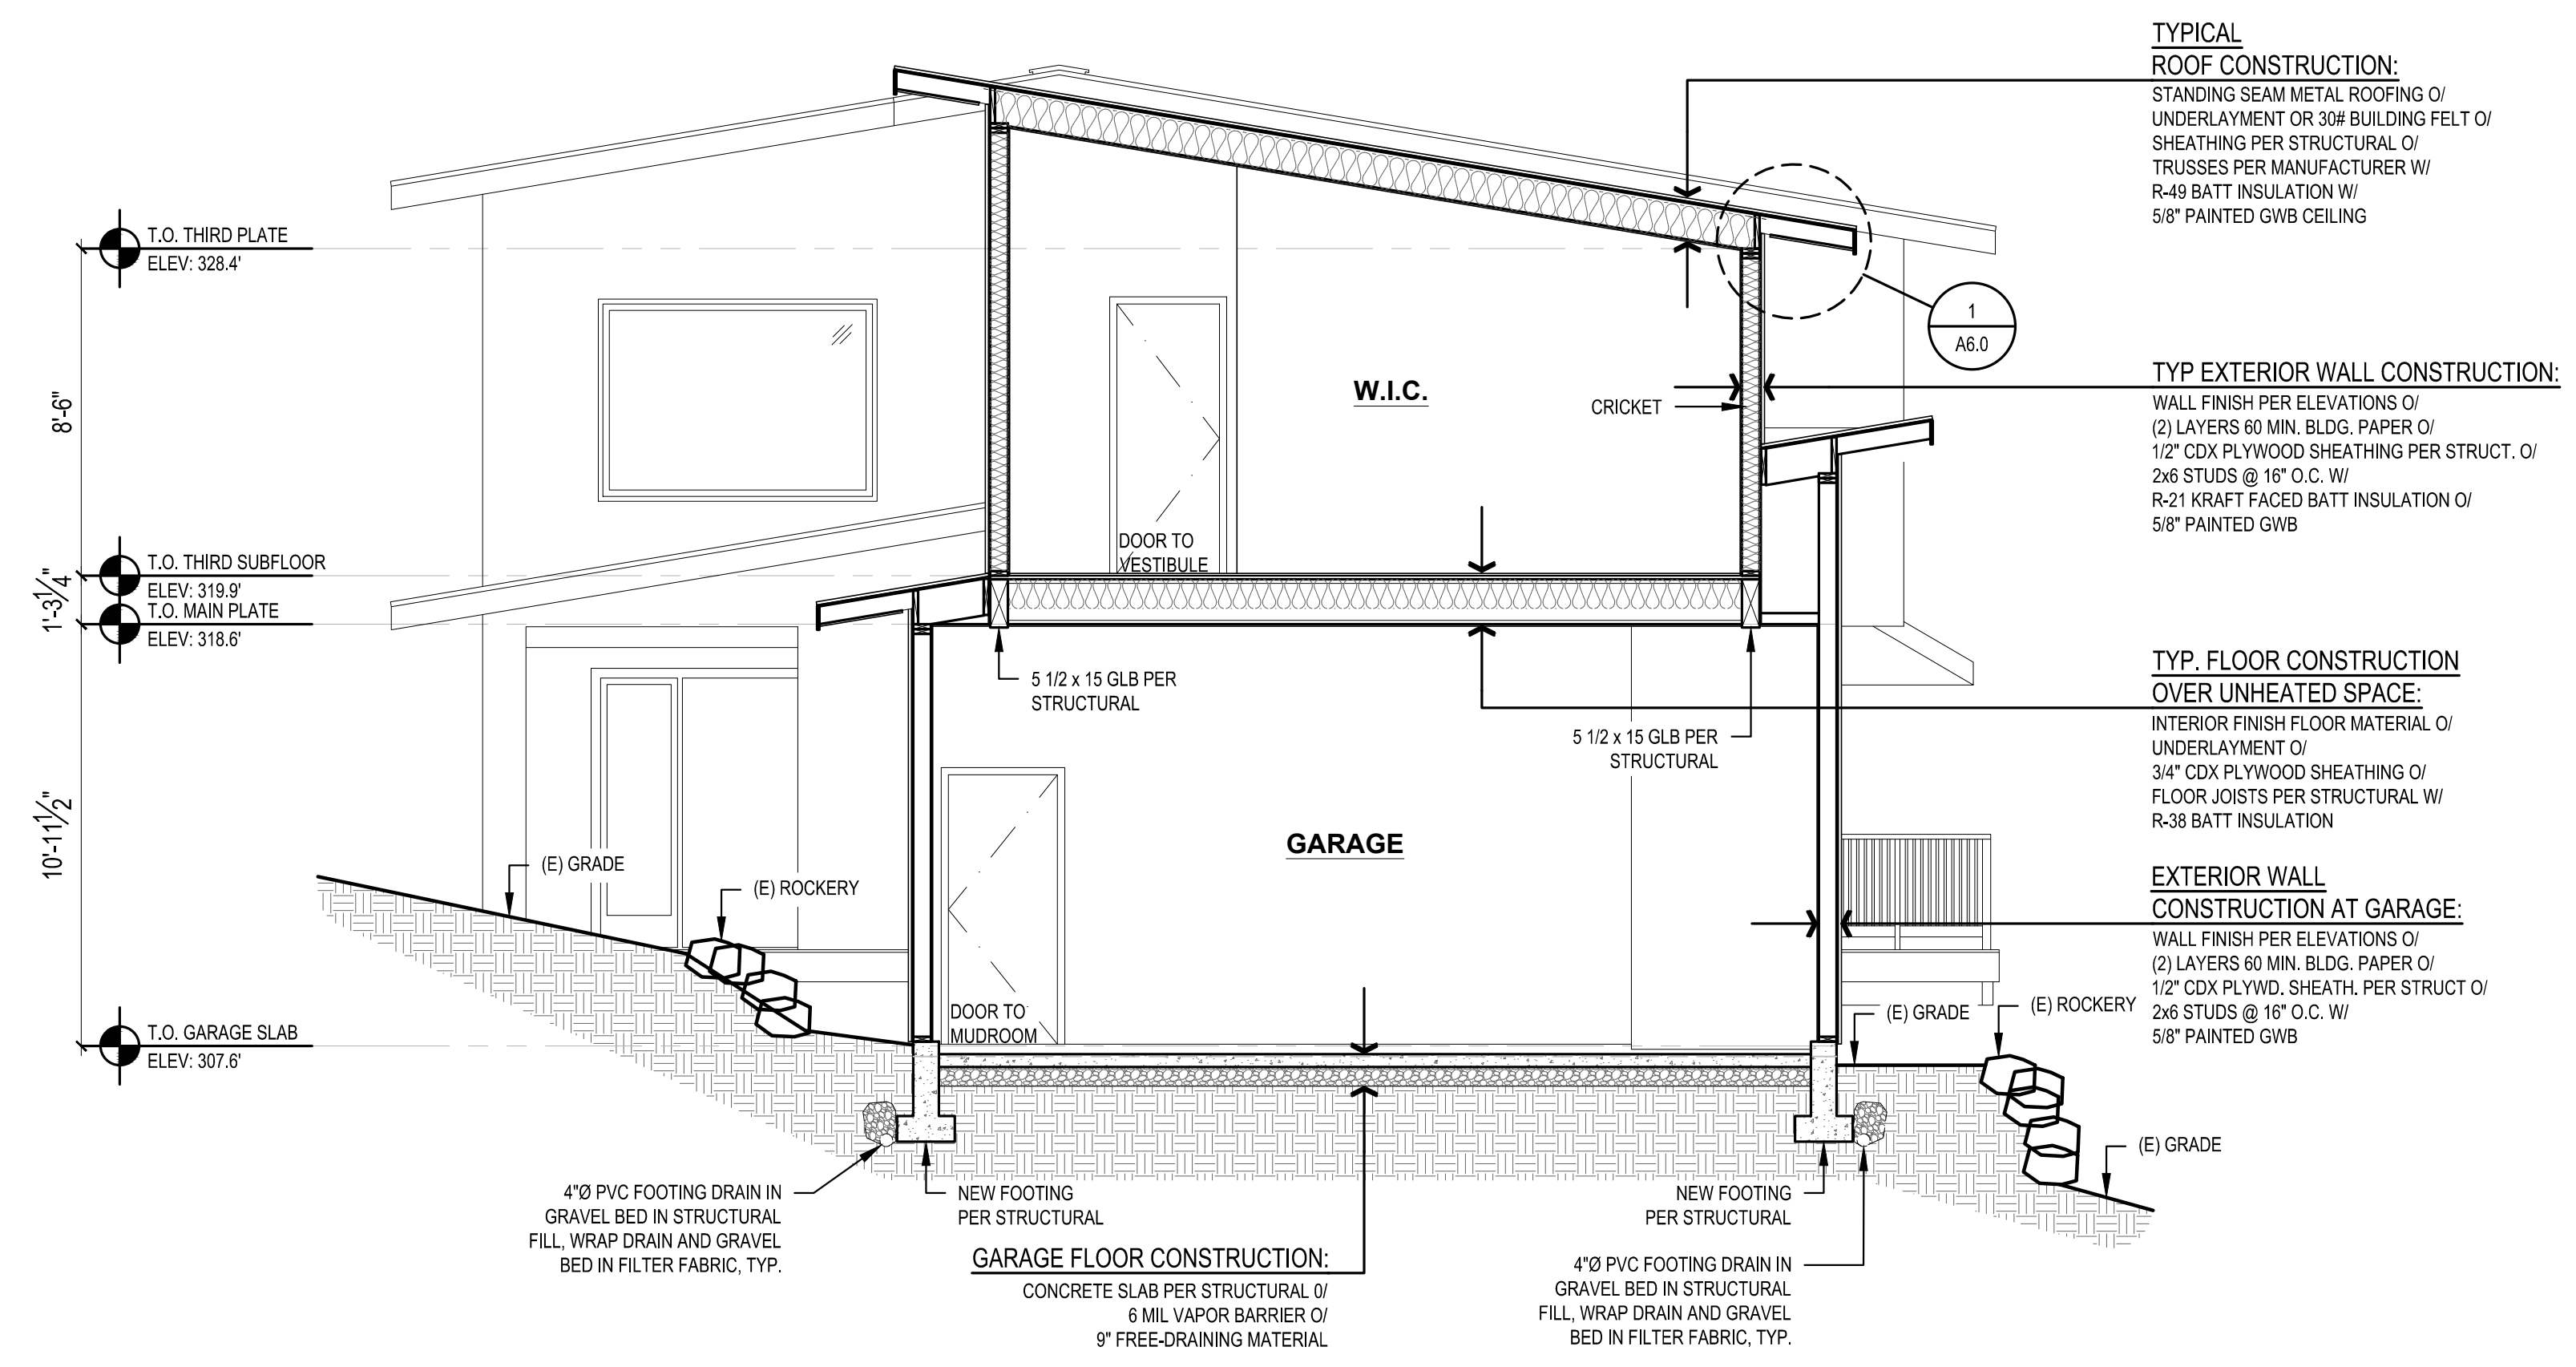 TYPICAL
ROOF CONSTRUCTION:
STANDING SEAM METAL ROOFING O/
UNDERLAYMENT OR 30# BUILDING FELT O/
SHEATHING PER STRUCTURAL O/
TRUSSES PER MANUFACTURER W/
R-49 BATT INSULATION W/
5/8" PAINTED GWB CEILING
T.O. THIRD PLATE
ELEV: 328.4'
8'-6"
1
A6.0
TYP EXTERIOR WALL CONSTRUCTION:
WALL FINISH PER ELEVATIONS O/
(2) LAYERS 60 MIN. BLDG. PAPER O/
1/2" CDX PLYWOOD SHEATHING PER STRUCT. O/
2x6 STUDS @ 16" O.C. W/
R-21 KRAFT FACED BATT INSULATION O/
5/8" PAINTED GWB
W.I.C.
CRICKET
DOOR TO
VESTIBULE
T.O. THIRD SUBFLOOR
ELEV: 319.9'
1'-3 1/4"
T.O. MAIN PLATE
ELEV: 318.6'
5 1/2 x 15 GLB PER
STRUCTURAL
5 1/2 x 15 GLB PER
STRUCTURAL
TYP. FLOOR CONSTRUCTION
OVER UNHEATED SPACE:
INTERIOR FINISH FLOOR MATERIAL O/
UNDERLAYMENT O/
3/4" CDX PLYWOOD SHEATHING O/
FLOOR JOISTS PER STRUCTURAL W/
R-38 BATT INSULATION
10'-11 1/2"
GARAGE
(E) GRADE
(E) ROCKERY
EXTERIOR WALL
CONSTRUCTION AT GARAGE:
WALL FINISH PER ELEVATIONS O/
(2) LAYERS 60 MIN. BLDG. PAPER O/
1/2" CDX PLYWD. SHEATH. PER STRUCT O/
2x6 STUDS @ 16" O.C. W/
5/8" PAINTED GWB
DOOR TO
MUDROOM
(E) GRADE
(E) ROCKERY
T.O. GARAGE SLAB
ELEV: 307.6'
(E) GRADE
4"Ø PVC FOOTING DRAIN IN
GRAVEL BED IN STRUCTURAL
FILL, WRAP DRAIN AND GRAVEL
BED IN FILTER FABRIC, TYP.
NEW FOOTING
PER STRUCTURAL
GARAGE FLOOR CONSTRUCTION:
CONCRETE SLAB PER STRUCTURAL 0/
6 MIL VAPOR BARRIER O/
9" FREE-DRAINING MATERIAL
NEW FOOTING
PER STRUCTURAL
4"Ø PVC FOOTING DRAIN IN
GRAVEL BED IN STRUCTURAL
FILL, WRAP DRAIN AND GRAVEL
BED IN FILTER FABRIC, TYP.